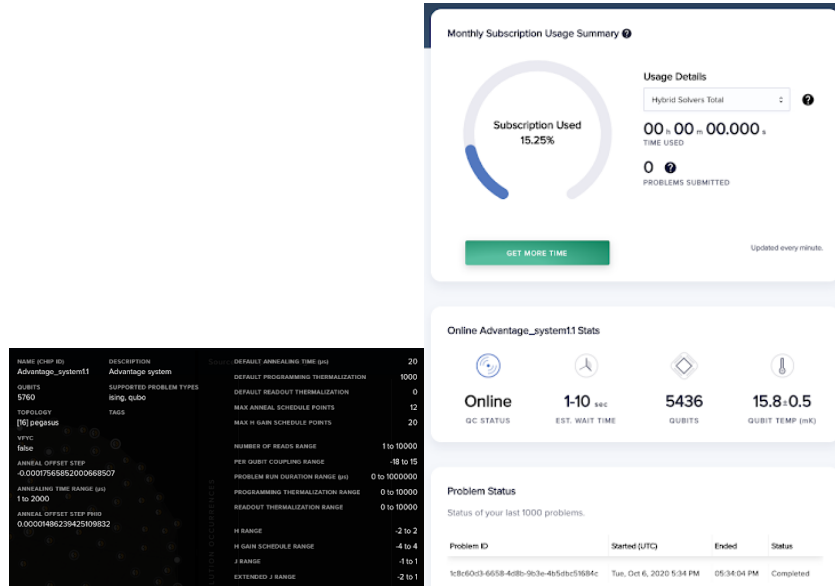 Monthly Subscription Usage Summary ?
Subscription Used
15.25%
Usage Details
Hybrid Solvers Total
?
00 h 00 m 00.000 s
TIME USED
0 ?
PROBLEMS SUBMITTED
GET MORE TIME
Updated every minute.
Online Advantage_system1.1 Stats
Online
QC STATUS
1-10 sec
EST. WAIT TIME
5436
QUBITS
15.8±0.5
QUBIT TEMP (mK)
Problem Status
Status of your last 1000 problems.
Problem ID Started (UTC) Ended Status
1c8c60d3-6658-4d8b-9b3e-4b5dbc51684c Tue, Oct 6, 2020 5:34 PM 05:34:04 PM Completed
NAME (CHIP ID)
Advantage_system1.1
DESCRIPTION
Advantage system
QUBITS
5760
SUPPORTED PROBLEM TYPES
ising, qubo
TOPOLOGY
[16] pegasus
TAGS
VFYC
false
ANNEAL OFFSET STEP
-0.00017565852000668507
ANNEALING TIME RANGE (µs)
1 to 2000
ANNEAL OFFSET STEP PHI0
0.00001486239425109832
DEFAULT ANNEALING TIME (µs) 20
DEFAULT PROGRAMMING THERMALIZATION 1000
DEFAULT READOUT THERMALIZATION 0
MAX ANNEAL SCHEDULE POINTS 12
MAX H GAIN SCHEDULE POINTS 20
NUMBER OF READS RANGE 1 to 10000
PER QUBIT COUPLING RANGE -18 to 15
PROBLEM RUN DURATION RANGE (µs) 0 to 1000000
PROGRAMMING THERMALIZATION RANGE 0 to 10000
READOUT THERMALIZATION RANGE 0 to 10000
H RANGE -2 to 2
H GAIN SCHEDULE RANGE -4 to 4
J RANGE -1 to 1
EXTENDED J RANGE -2 to 1